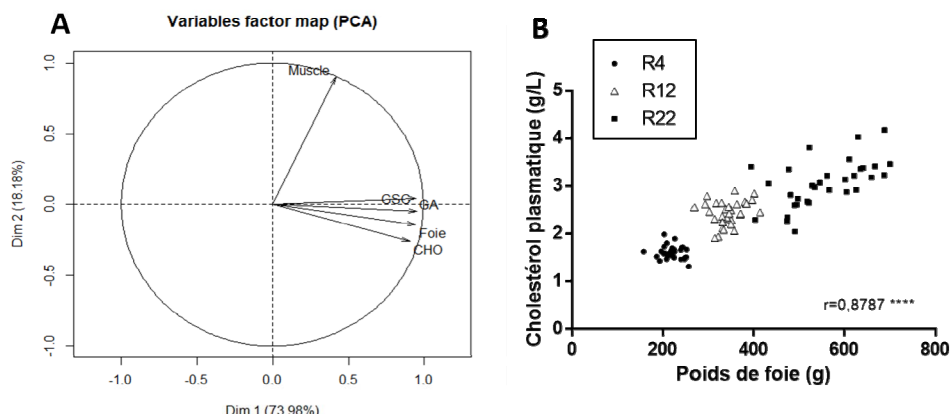 A
Variables factor map (PCA)
Dim 2 (18.18%)
1.0
0.5
0.0
-0.5
-1.0
Muscle
CSG
GA
Foie
CHO
-1.0 -0.5 0.0 0.5 1.0
Dim 1 (73.98%)
B
R4
R12
R22
Cholestérol plasmatique (g/L)
5
4
3
2
1
0
r=0,8787 ****
0 200 400 600 800
Poids de foie (g)